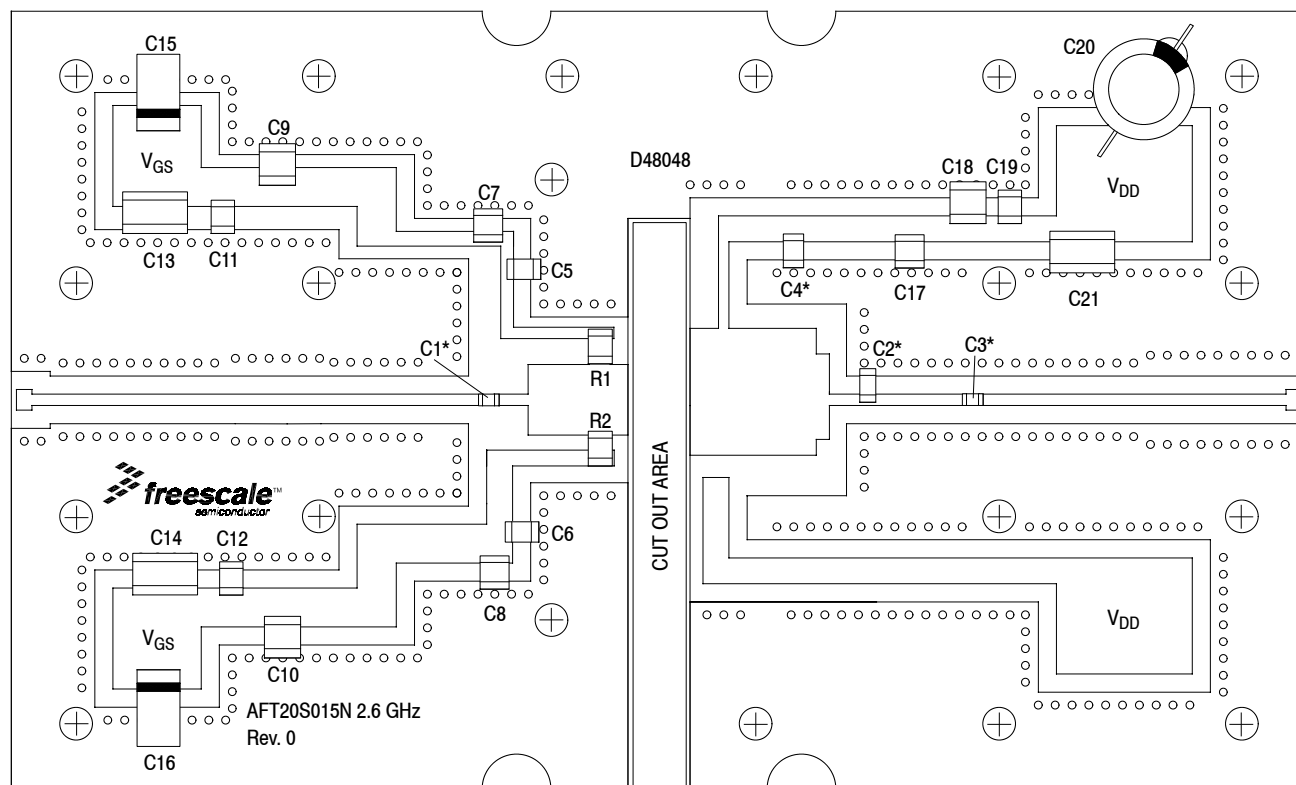 C15
C20
C9
D48048
VGS
C18 C19
C7
VDD
C13 C11
C5
C4*
C17
C21
C1*
C2*
C3*
R1
R2
CUT OUT AREA
freescale™
semiconductor
C14 C12
C6
C8
VGS
VDD
C10
AFT20S015N 2.6 GHz
Rev. 0
C16